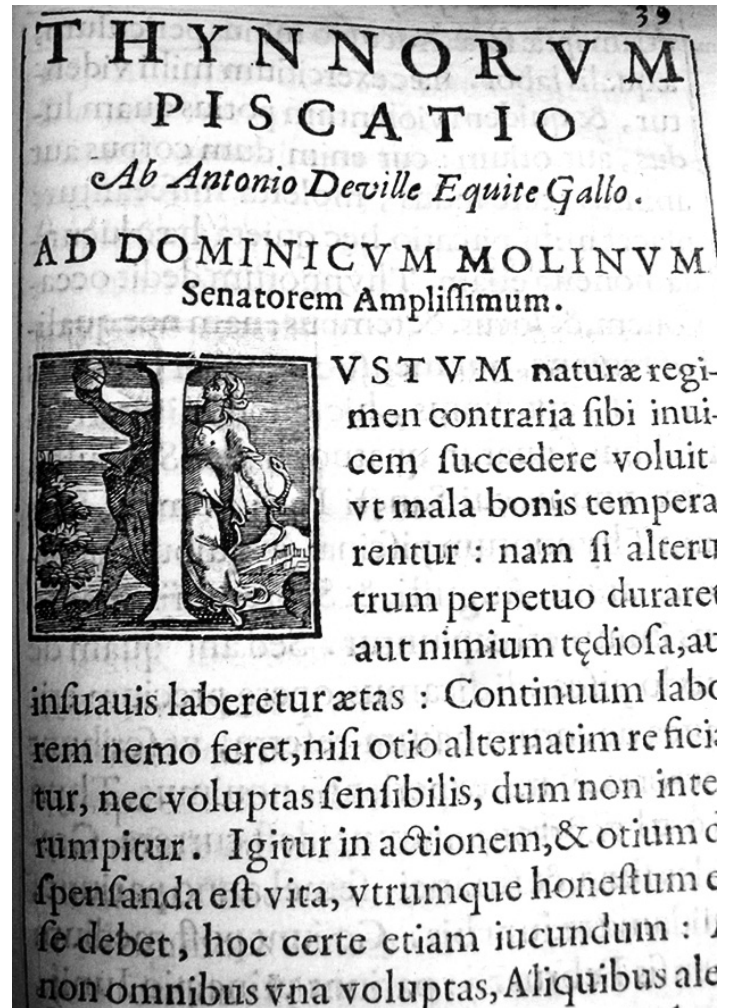 39
THYNNORVM
PISCATIO
Ab Antonio Deville Equite Gallo.
AD DOMINICVM MOLINVM
Senatorem Ampliſſimum.
IVSTVM naturæ regi-
men contraria ſibi inui-
cem ſuccedere voluit
vt mala bonis tempera
rentur : nam ſi alteru
trum perpetuo duraret
aut nimium tędioſa, au
inſuauis laberetur ætas : Continuum labo
rem nemo feret, niſi otio alternatim re ficia
tur, nec voluptas ſenſibilis, dum non inte
rumpitur. Igitur in actionem, & otium d
ſpenſanda eſt vita, vtrumque honeſtum e
ſe debet, hoc certe etiam iucundum :
non omnibus vna voluptas, Aliquibus ale